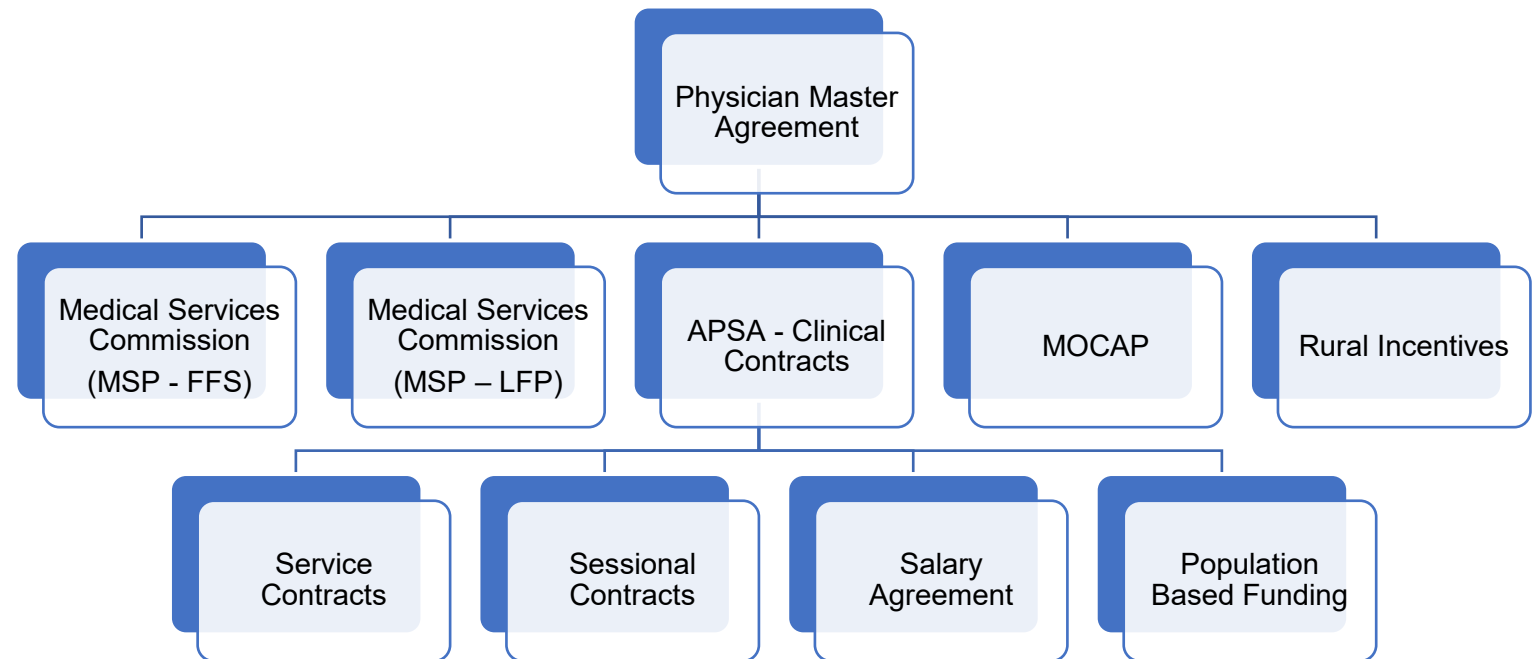 Physician Master
Agreement
Medical Services
Commission
(MSP - FFS)
Medical Services
Commission
(MSP – LFP)
APSA - Clinical
Contracts
MOCAP
Rural Incentives
Service
Contracts
Sessional
Contracts
Salary
Agreement
Population
Based Funding